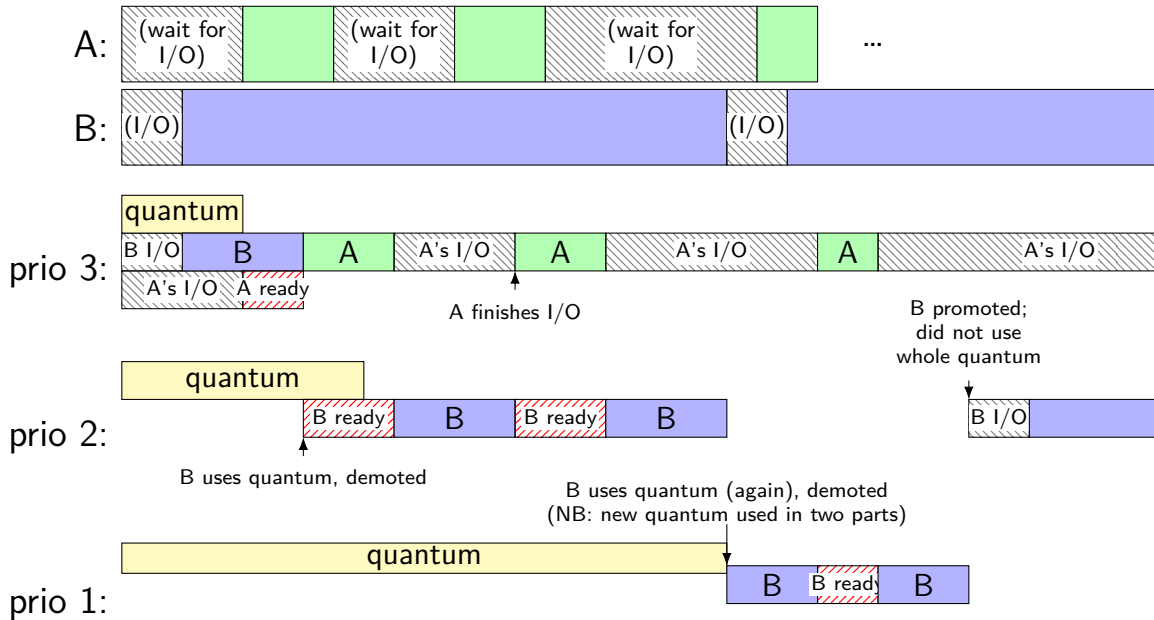 A:
(wait for
I/O)
(wait for
I/O)
(wait for
I/O)
...
B:
(I/O)
(I/O)
quantum
prio 3:
B I/O
B
A
A's I/O
A
A's I/O
A
A's I/O
A's I/O
A ready
A finishes I/O
B promoted;
did not use
whole quantum
quantum
prio 2:
B ready
B
B ready
B
B I/O
B uses quantum, demoted
B uses quantum (again), demoted
(NB: new quantum used in two parts)
quantum
prio 1:
B
B ready
B